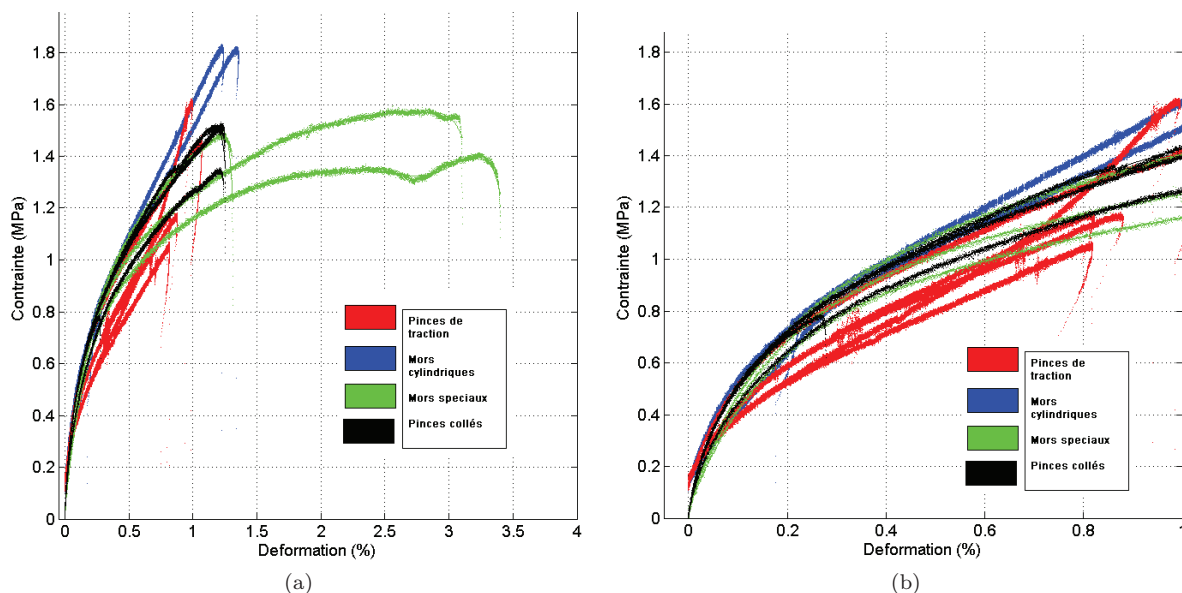 Contrainte (MPa)
1.8
1.6
1.4
1.2
1
0.8
0.6
0.4
0.2
0
0
0.5
1
1.5
2
2.5
3
3.5
4
Deformation (%)
Pinces de
traction
Mors
cylindriques
Mors speciaux
Pinces collés
(a)
Contrainte (MPa)
1.8
1.6
1.4
1.2
1
0.8
0.6
0.4
0.2
0
0
0.2
0.4
0.6
0.8
1
Deformation (%)
Pinces de
traction
Mors
cylindriques
Mors speciaux
Pinces collés
(b)